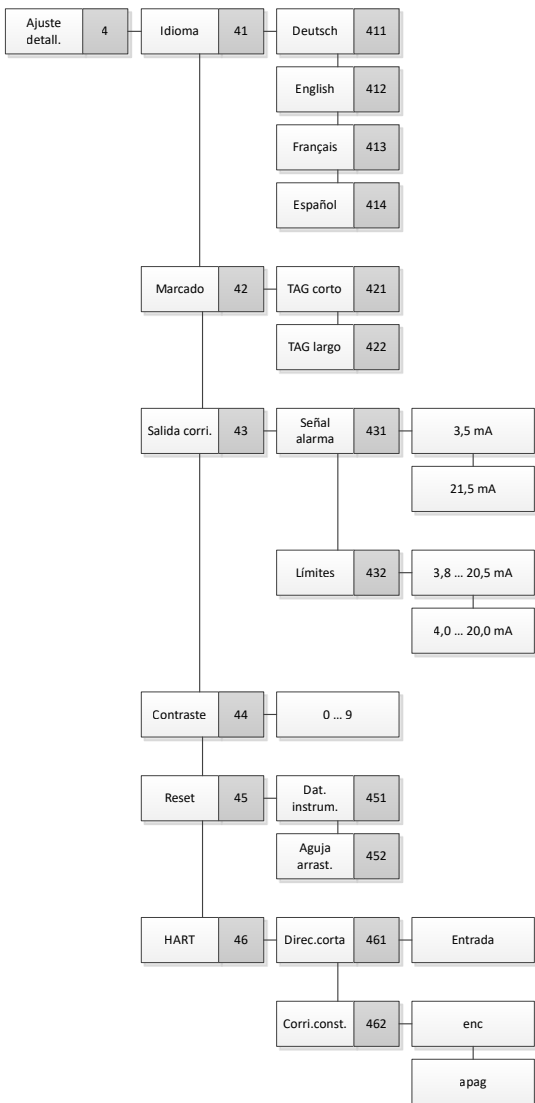 Ajuste
detall.
4
Idioma
41
Deutsch
411
English
412
Français
413
Español
414
Marcado
42
TAG corto
421
TAG largo
422
Salida corri.
43
Señal
alarma
431
3,5 mA
21,5 mA
Límites
432
3,8 ... 20,5 mA
4,0 ... 20,0 mA
Contraste
44
0 ... 9
Reset
45
Dat.
instrum.
451
Aguja
arrast.
452
HART
46
Direc.corta
461
Entrada
Corri.const.
462
enc
apag